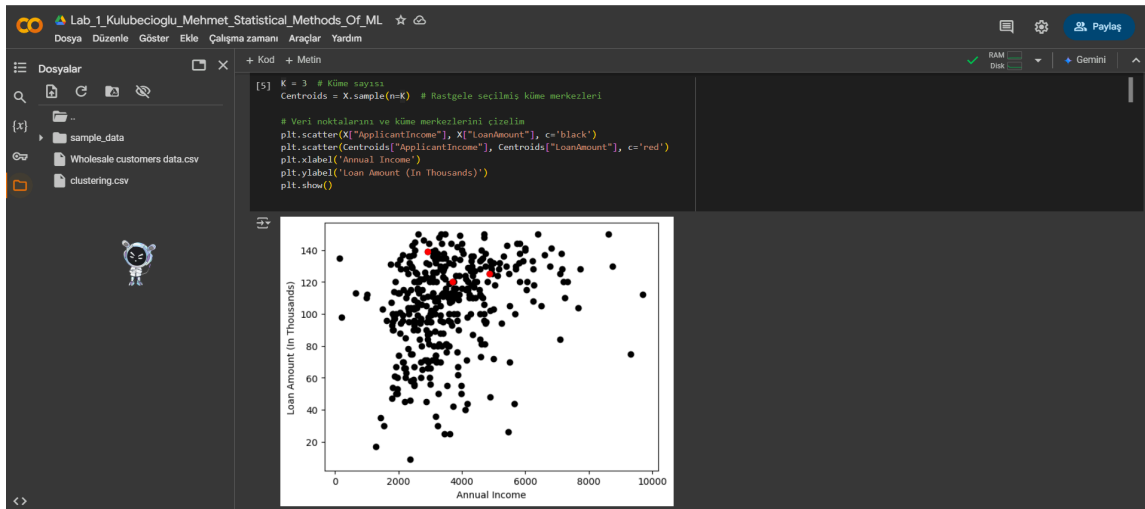 Lab_1_Kulubecioglu_Mehmet_Statistical_Methods_Of_ML
Dosya Düzenle Göster Ekle Çalışma zamanı Araçlar Yardım
Paylaş
Dosyalar
+ Kod + Metin
RAM
Disk
Gemini
..
sample_data
Wholesale customers data.csv
clustering.csv
{x}
<>
[5] K = 3 # Küme sayısı
Centroids = X.sample(n=K) # Rastgele seçilmiş küme merkezleri
# Veri noktalarını ve küme merkezlerini çizelim
plt.scatter(X["ApplicantIncome"], X["LoanAmount"], c='black')
plt.scatter(Centroids["ApplicantIncome"], Centroids["LoanAmount"], c='red')
plt.xlabel('Annual Income')
plt.ylabel('Loan Amount (In Thousands)')
plt.show()
Loan Amount (In Thousands)
140
120
100
80
60
40
20
0 2000 4000 6000 8000 10000
Annual Income